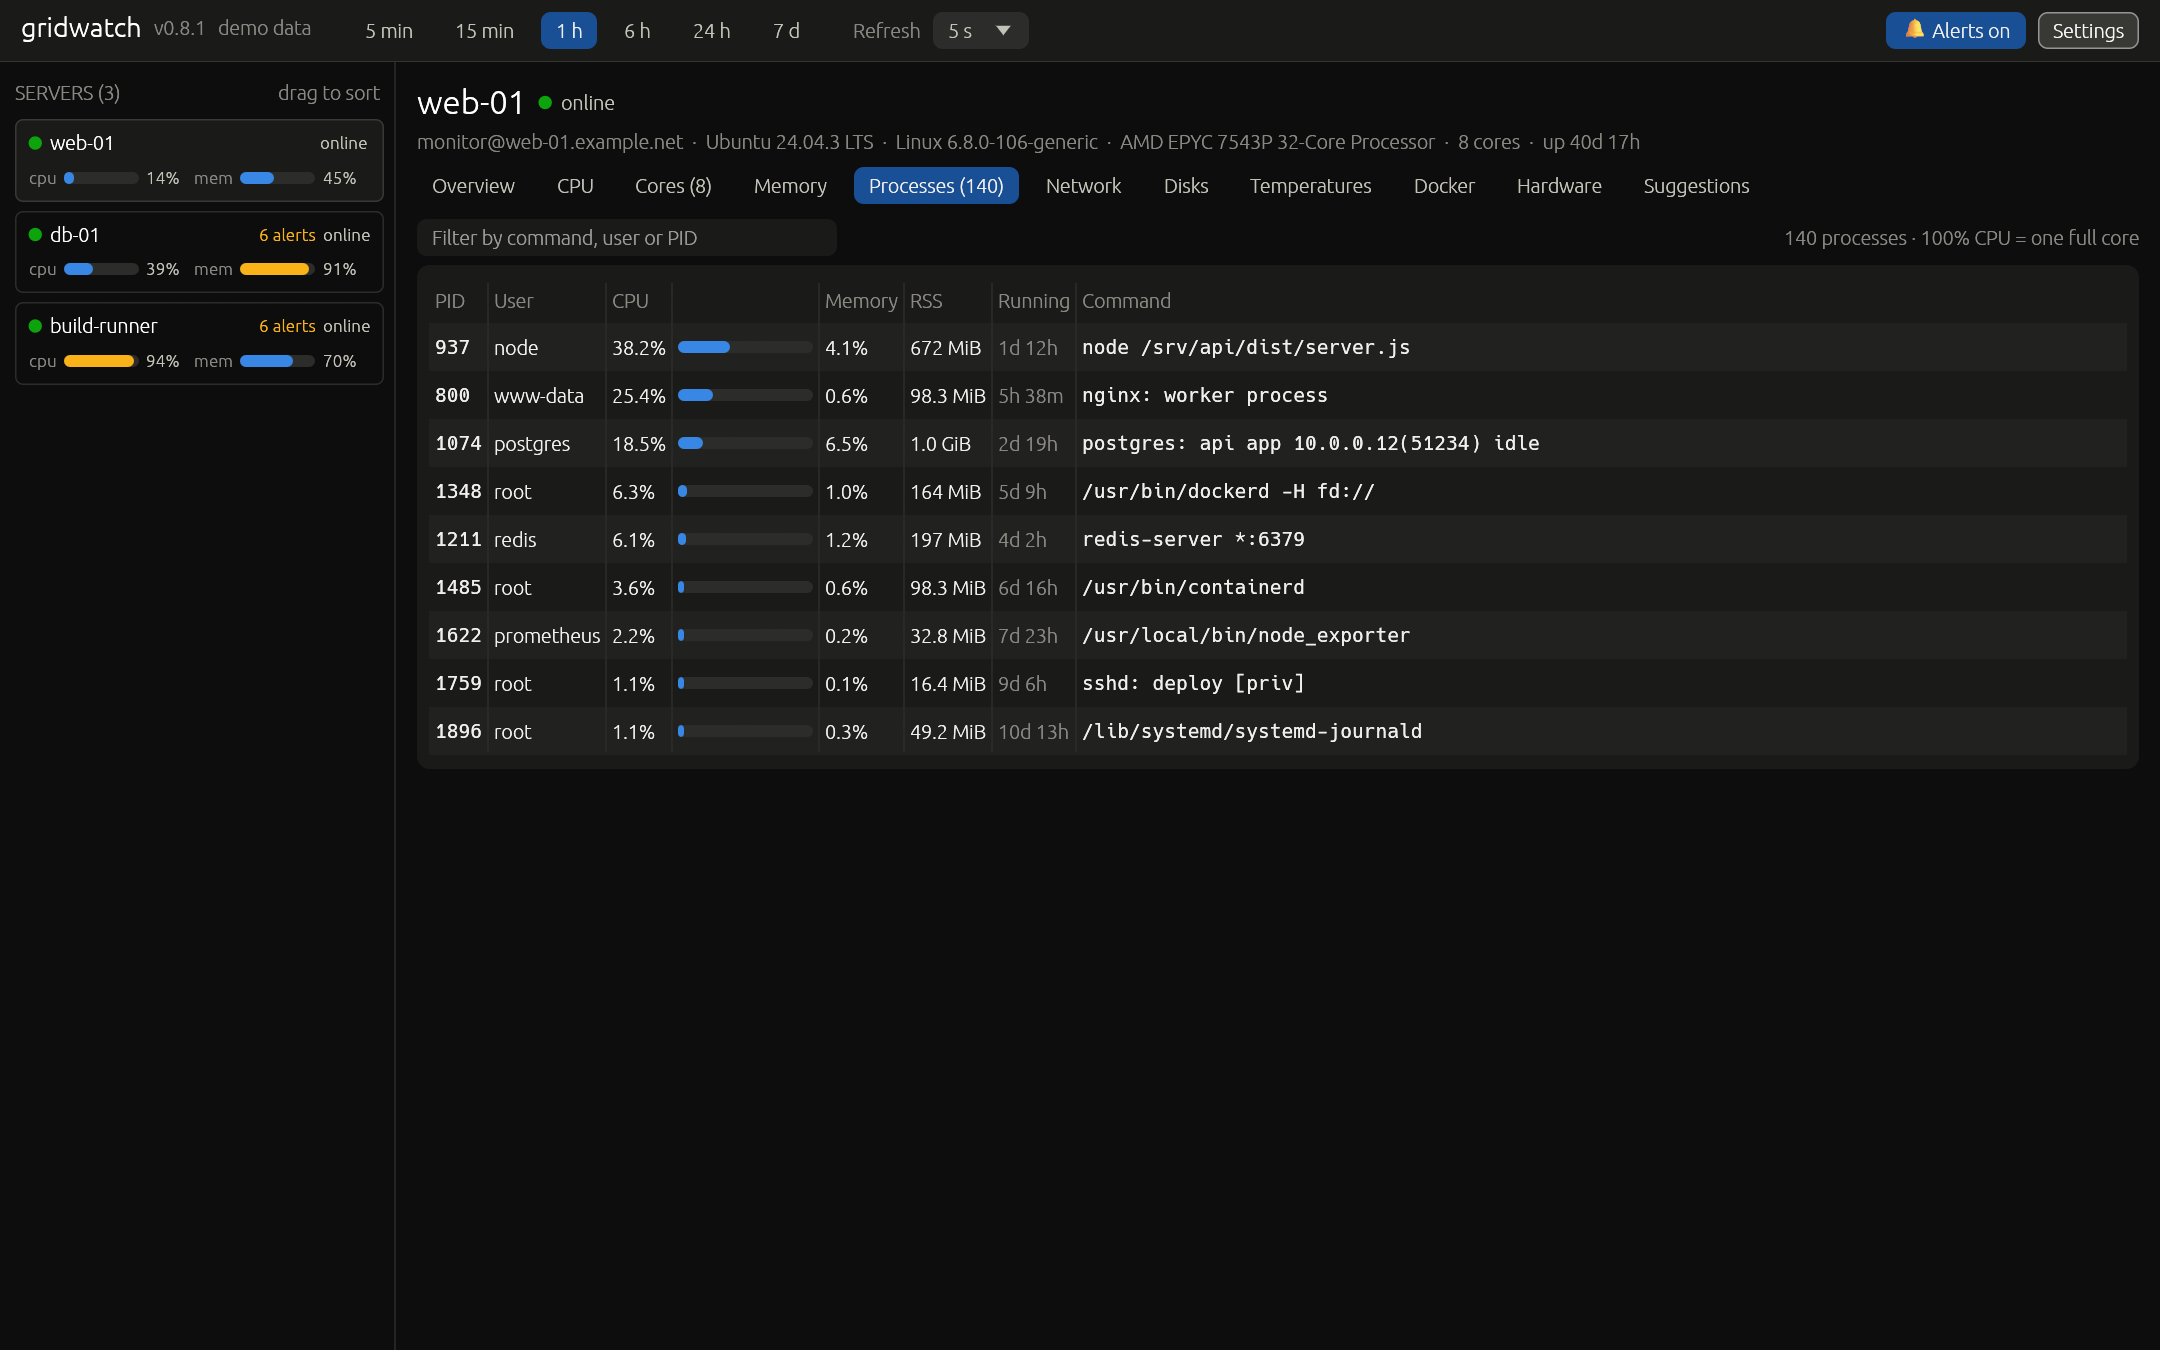 gridwatch v0.8.1 demo data 5 min 15 min 1 h 6 h 24 h 7 d Refresh 5 s Alerts on Settings
SERVERS (3) drag to sort
web-01 online
cpu 14% mem 45%
db-01 6 alerts online
cpu 39% mem 91%
build-runner 6 alerts online
cpu 94% mem 70%
web-01 online
monitor@web-01.example.net · Ubuntu 24.04.3 LTS · Linux 6.8.0-106-generic · AMD EPYC 7543P 32-Core Processor · 8 cores · up 40d 17h
Overview CPU Cores (8) Memory Processes (140) Network Disks Temperatures Docker Hardware Suggestions
Filter by command, user or PID 140 processes · 100% CPU = one full core
PID User CPU Memory RSS Running Command
937 node 38.2% 4.1% 672 MiB 1d 12h node /srv/api/dist/server.js
800 www-data 25.4% 0.6% 98.3 MiB 5h 38m nginx: worker process
1074 postgres 18.5% 6.5% 1.0 GiB 2d 19h postgres: api app 10.0.0.12(51234) idle
1348 root 6.3% 1.0% 164 MiB 5d 9h /usr/bin/dockerd -H fd://
1211 redis 6.1% 1.2% 197 MiB 4d 2h redis-server *:6379
1485 root 3.6% 0.6% 98.3 MiB 6d 16h /usr/bin/containerd
1622 prometheus 2.2% 0.2% 32.8 MiB 7d 23h /usr/local/bin/node_exporter
1759 root 1.1% 0.1% 16.4 MiB 9d 6h sshd: deploy [priv]
1896 root 1.1% 0.3% 49.2 MiB 10d 13h /lib/systemd/systemd-journald